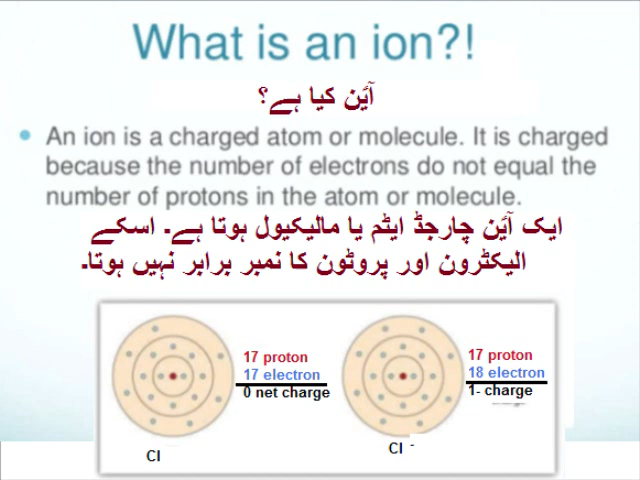 What is an ion?!
آئن کیا ہے؟
An ion is a charged atom or molecule. It is charged
because the number of electrons do not equal the
number of protons in the atom or molecule.
ایک آئن چارجڈ ایٹم یا مالیکیول ہوتا ہے۔ اسکے
الیکٹرون اور پروٹون کا نمبر برابر نہیں ہوتا۔
17 proton
17 electron
0 net charge
Cl
17 proton
18 electron
1- charge
Cl -